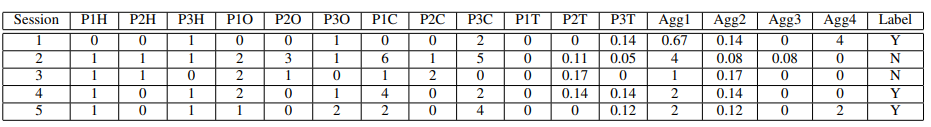 Session P1H P2H P3H P1O P2O P3O P1C P2C P3C P1T P2T P3T Agg1 Agg2 Agg3 Agg4 Label
1 0 0 1 0 0 1 0 0 2 0 0 0.14 0.67 0.14 0 4 Y
2 1 1 1 2 3 1 6 1 5 0 0.11 0.05 4 0.08 0.08 0 N
3 1 1 0 2 1 0 1 2 0 0 0.17 0 1 0.17 0 0 N
4 1 0 1 2 0 1 4 0 2 0 0.14 0.14 2 0.14 0 0 Y
5 1 0 1 1 0 2 2 0 4 0 0 0.12 2 0.12 0 2 Y